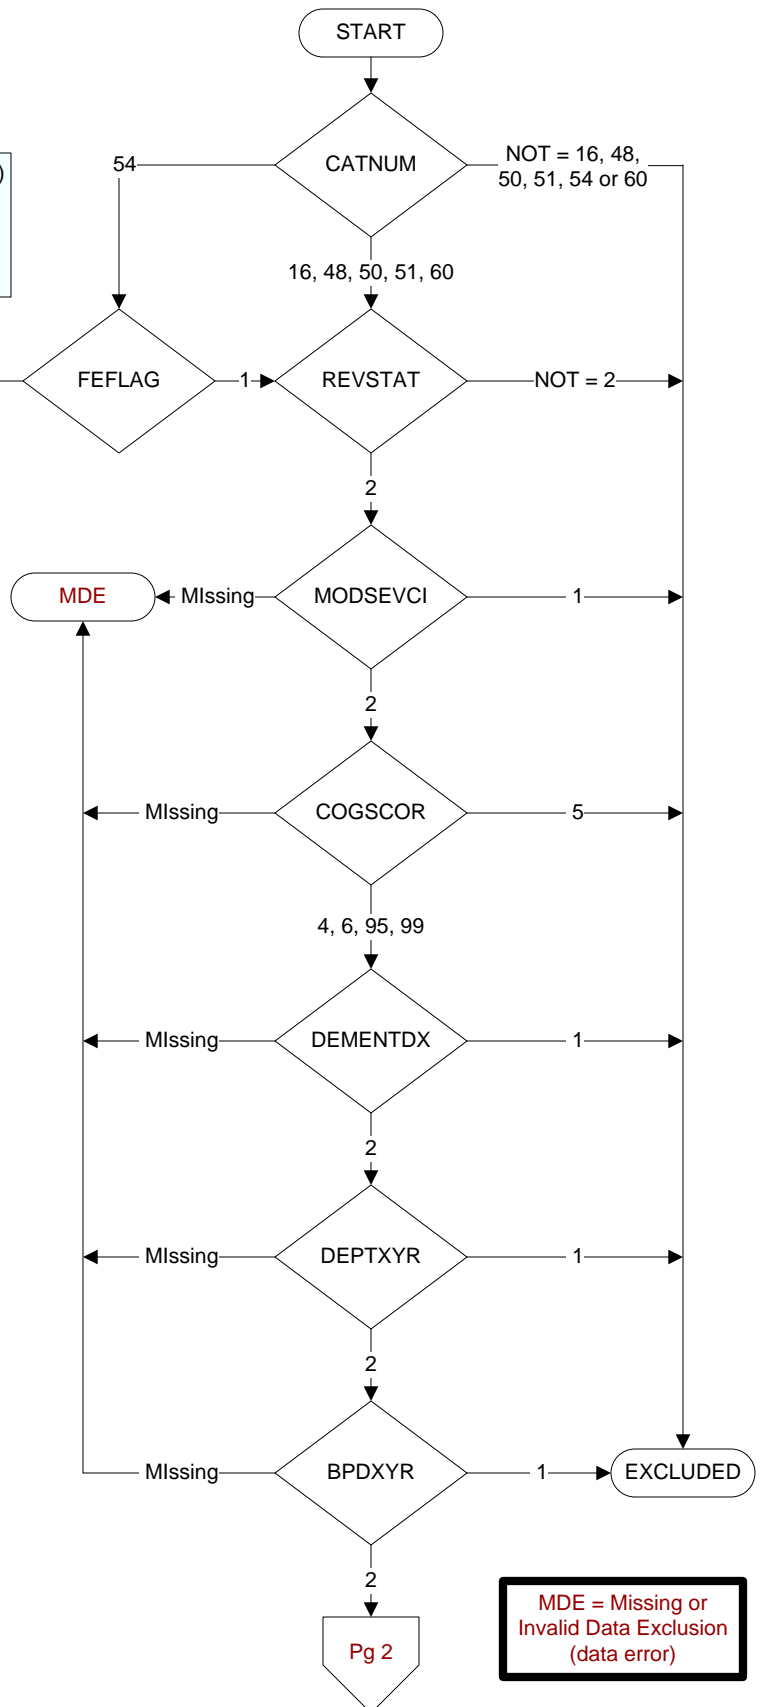 START
CATNUM
54
NOT = 16, 48,
50, 51, 54 or 60
)
16, 48, 50, 51, 60
FEFLAG
1
REVSTAT
NOT = 2
2
MDE
MIssing
MODSEVCI
1
2
MIssing
COGSCOR
5
4, 6, 95, 99
MIssing
DEMENTDX
1
2
MIssing
DEPTXYR
1
2
MIssing
BPDXYR
1
EXCLUDED
2
Pg 2
MDE = Missing or
Invalid Data Exclusion
(data error)